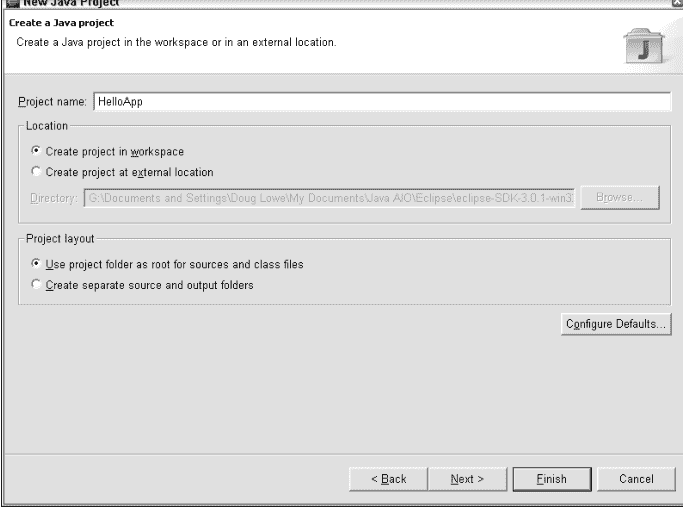 New Java Project
Create a Java project
Create a Java project in the workspace or in an external location.
J
Project name: HelloApp
Location
Create project in workspace
Create project at external location
Directory: G:\Documents and Settings\Doug Lowe\My Documents\Java AIO\Eclipse\eclipse-SDK-3.0.1-win3 Browse...
Project layout
Use project folder as root for sources and class files
Create separate source and output folders
Configure Defaults...
< Back Next > Finish Cancel